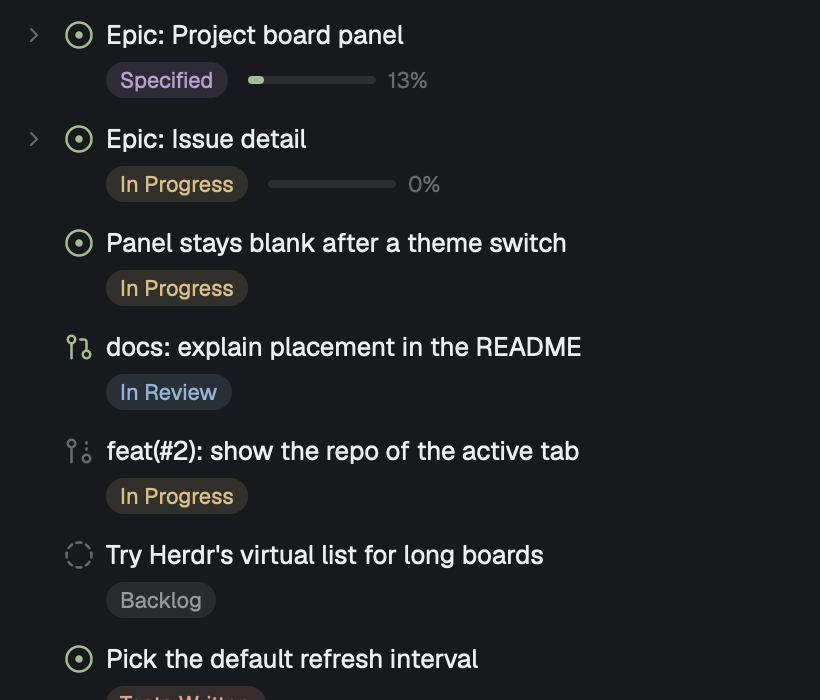 Epic: Project board panel
Specified 13%
Epic: Issue detail
In Progress 0%
Panel stays blank after a theme switch
In Progress
docs: explain placement in the README
In Review
feat(#2): show the repo of the active tab
In Progress
Try Herdr's virtual list for long boards
Backlog
Pick the default refresh interval
Tests Written